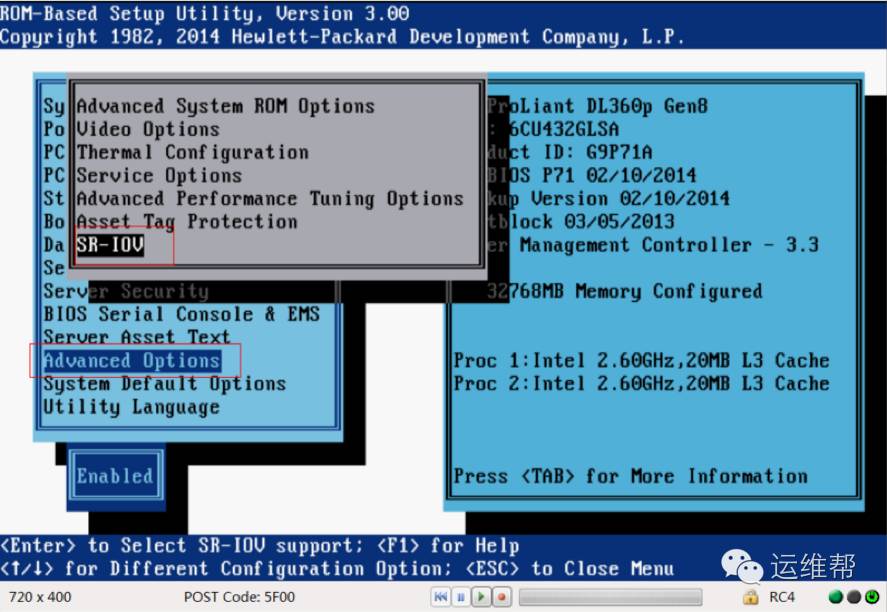 ROM-Based Setup Utility, Version 3.00
Copyright 1982, 2014 Hewlett-Packard Development Company, L.P.
Advanced System ROM Options
Video Options
Thermal Configuration
Service Options
Advanced Performance Tuning Options
Asset Tag Protection
SR-IOV
Sy
Po
PC
PC
St
Bo
Da
Se
Server Security
BIOS Serial Console & EMS
Server Asset Text
Advanced Options
System Default Options
Utility Language
Enabled
ProLiant DL360p Gen8
: 6CU432GLSA
duct ID: G9P71A
BIOS P71 02/10/2014
kup Version 02/10/2014
tblock 03/05/2013
er Management Controller - 3.3
32768MB Memory Configured
Proc 1:Intel 2.60GHz,20MB L3 Cache
Proc 2:Intel 2.60GHz,20MB L3 Cache
Press <TAB> for More Information
<Enter> to Select SR-IOV support; <F1> for Help
<↑/↓> for Different Configuration Option; <ESC> to Close Menu
运维帮
720 x 400
POST Code: 5F00
RC4